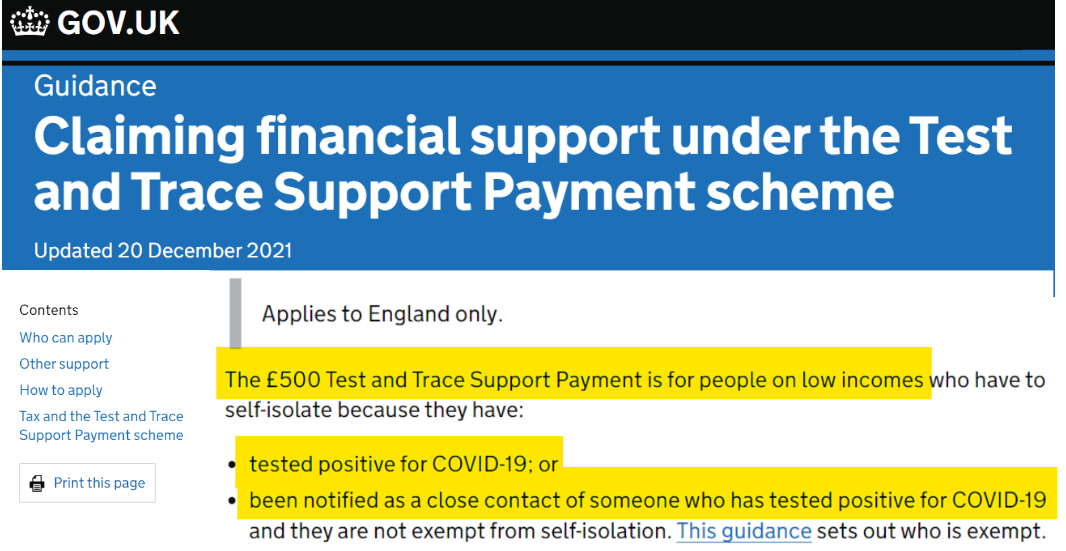 GOV.UK
Guidance
Claiming financial support under the Test
and Trace Support Payment scheme
Updated 20 December 2021
Contents
Who can apply
Other support
How to apply
Tax and the Test and Trace
Support Payment scheme
Print this page
Applies to England only.
The £500 Test and Trace Support Payment is for people on low incomes who have to
self-isolate because they have:
• tested positive for COVID-19; or
• been notified as a close contact of someone who has tested positive for COVID-19
and they are not exempt from self-isolation. This guidance sets out who is exempt.